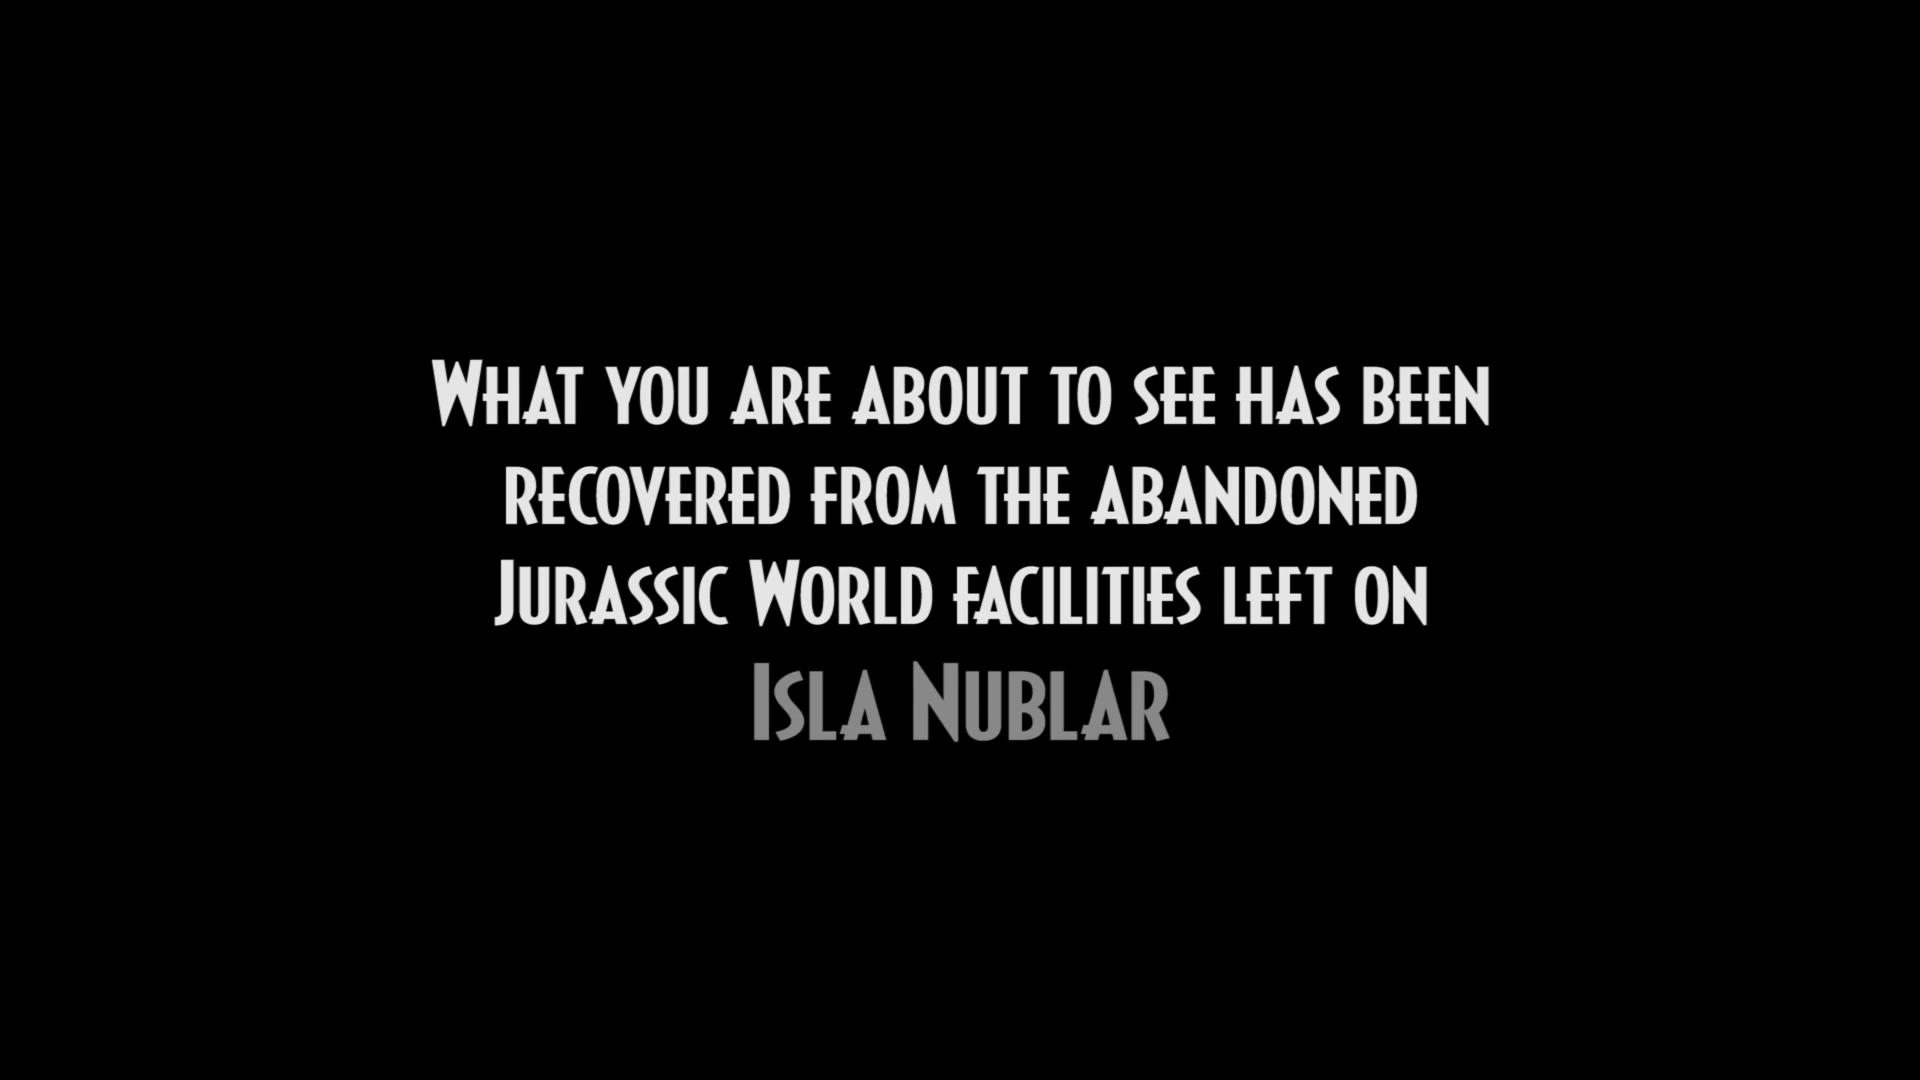 What you are about to see has been
recovered from the abandoned
Jurassic World facilities left on
Isla Nublar